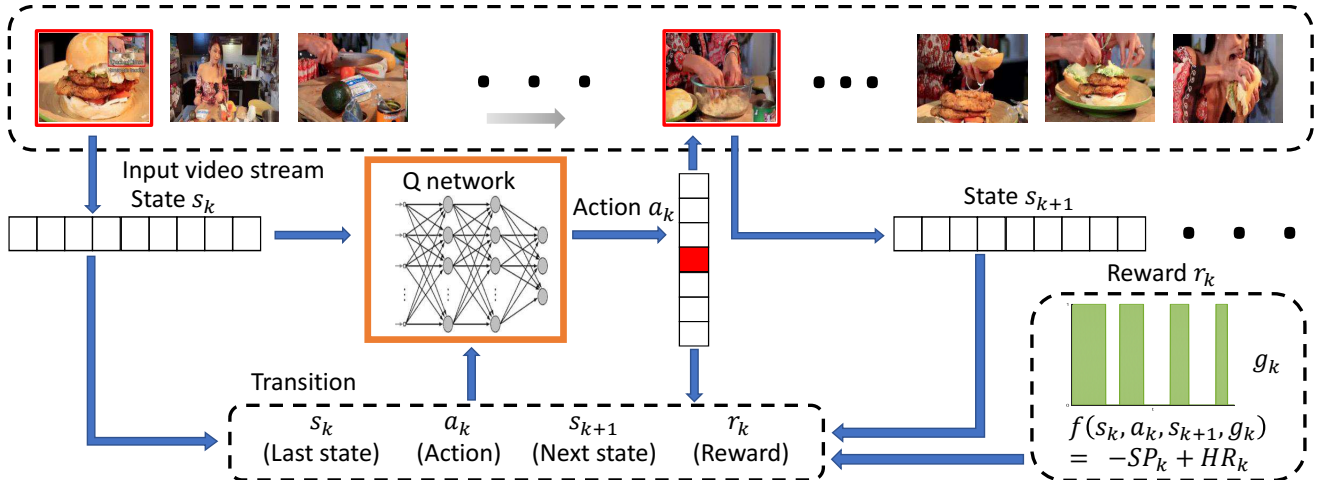 Input video stream
State s_k
Q network
Action a_k
State s_{k+1}
Reward r_k
g_k
f(s_k, a_k, s_{k+1}, g_k)
= −SP_k + HR_k
Transition
s_k a_k s_{k+1} r_k
(Last state) (Action) (Next state) (Reward)